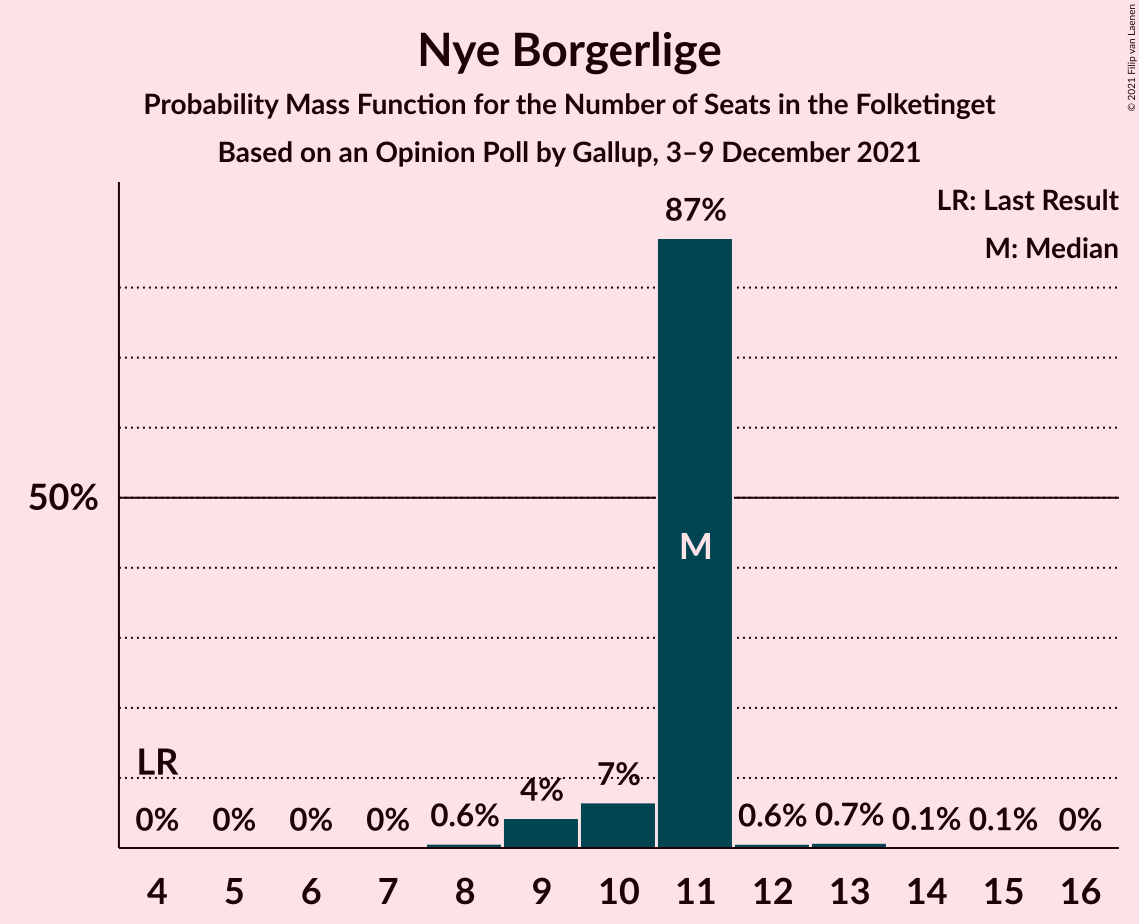 Nye Borgerlige
Probability Mass Function for the Number of Seats in the Folketinget
Based on an Opinion Poll by Gallup, 3–9 December 2021
© 2021 Filip van Laenen
LR: Last Result
M: Median
87%
50%
M
LR
0% 0% 0% 0% 0.6% 4% 7% 0.6% 0.7% 0.1% 0.1% 0%
4 5 6 7 8 9 10 11 12 13 14 15 16